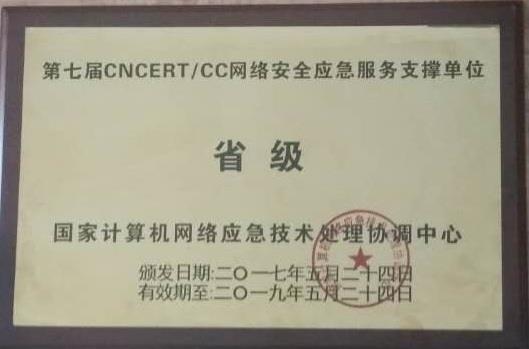 第七届CNCERT/CC网络安全应急服务支撑单位
省级
国家计算机网络应急技术处理协调中心
颁发日期:二〇一七年五月二十四日
有效期至:二〇一九年五月二十四日